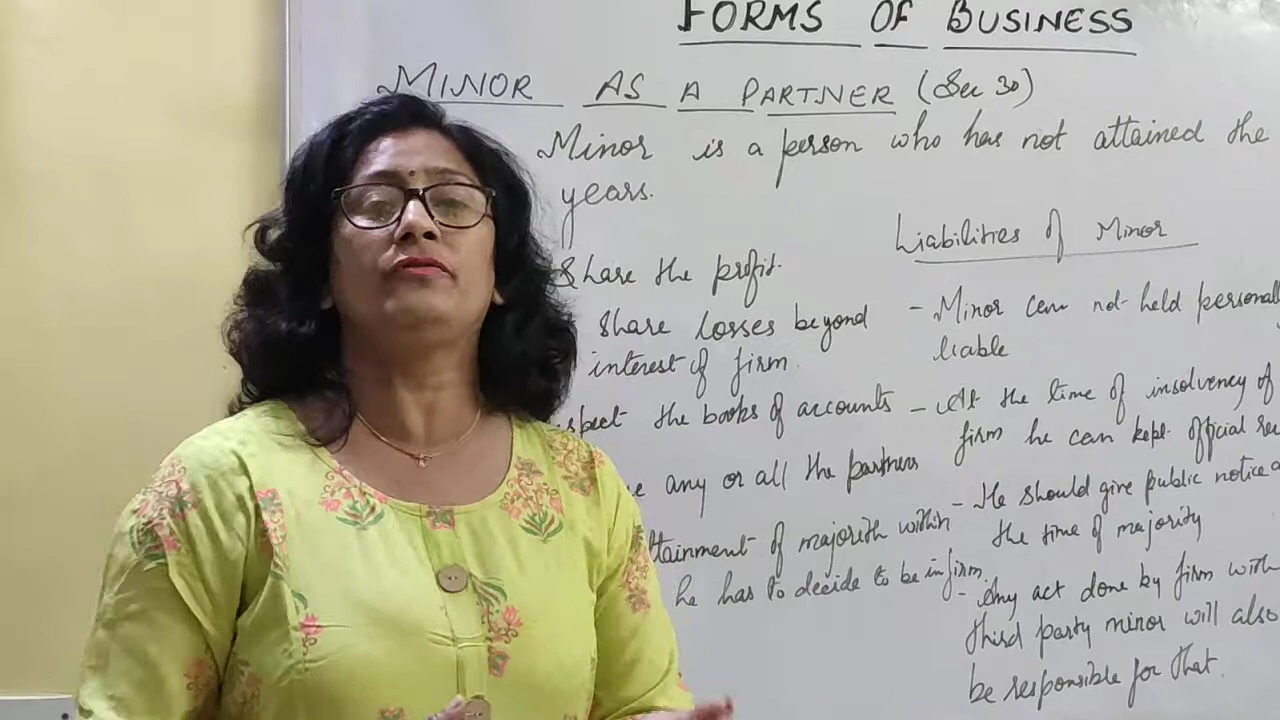 FORMS OF BUSINESS
MINOR AS A PARTNER (Sec 30)
Minor is a person who has not attained the
years.
Share the profit.
Share losses beyond
interest of firm.
the books of accounts
any or all the partners
of majorith within
he has to decide to be in firm.
Liabilities of Minor
- Minor can not held personal
liable
- At the time of insolvency of
firm he can kept official
- He should give public notice
the time of majority
- Any act done by firm with
third party minor will also
be responsible for that.